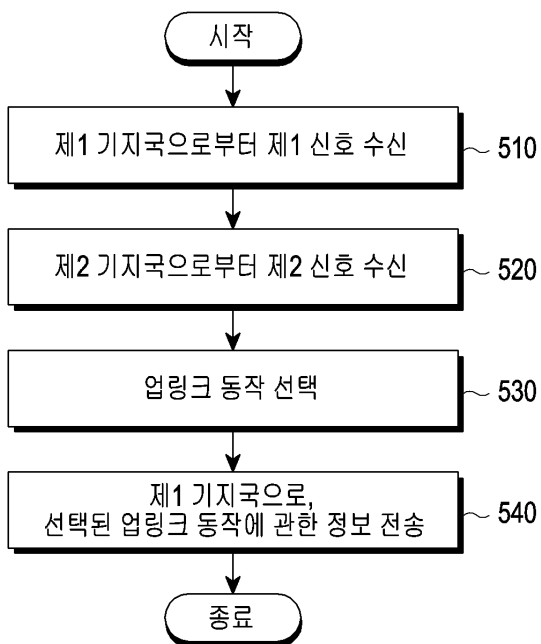 시작
제1 기지국으로부터 제1 신호 수신
510
제2 기지국으로부터 제2 신호 수신
520
업링크 동작 선택
530
제1 기지국으로,
선택된 업링크 동작에 관한 정보 전송
540
종료